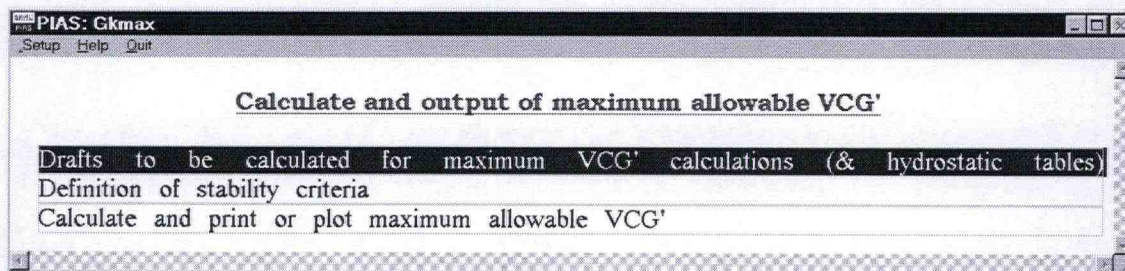 PIAS: Gkmax
Setup Help Quit
Calculate and output of maximum allowable VCG'
Drafts to be calculated for maximum VCG' calculations (& hydrostatic tables)
Definition of stability criteria
Calculate and print or plot maximum allowable VCG'